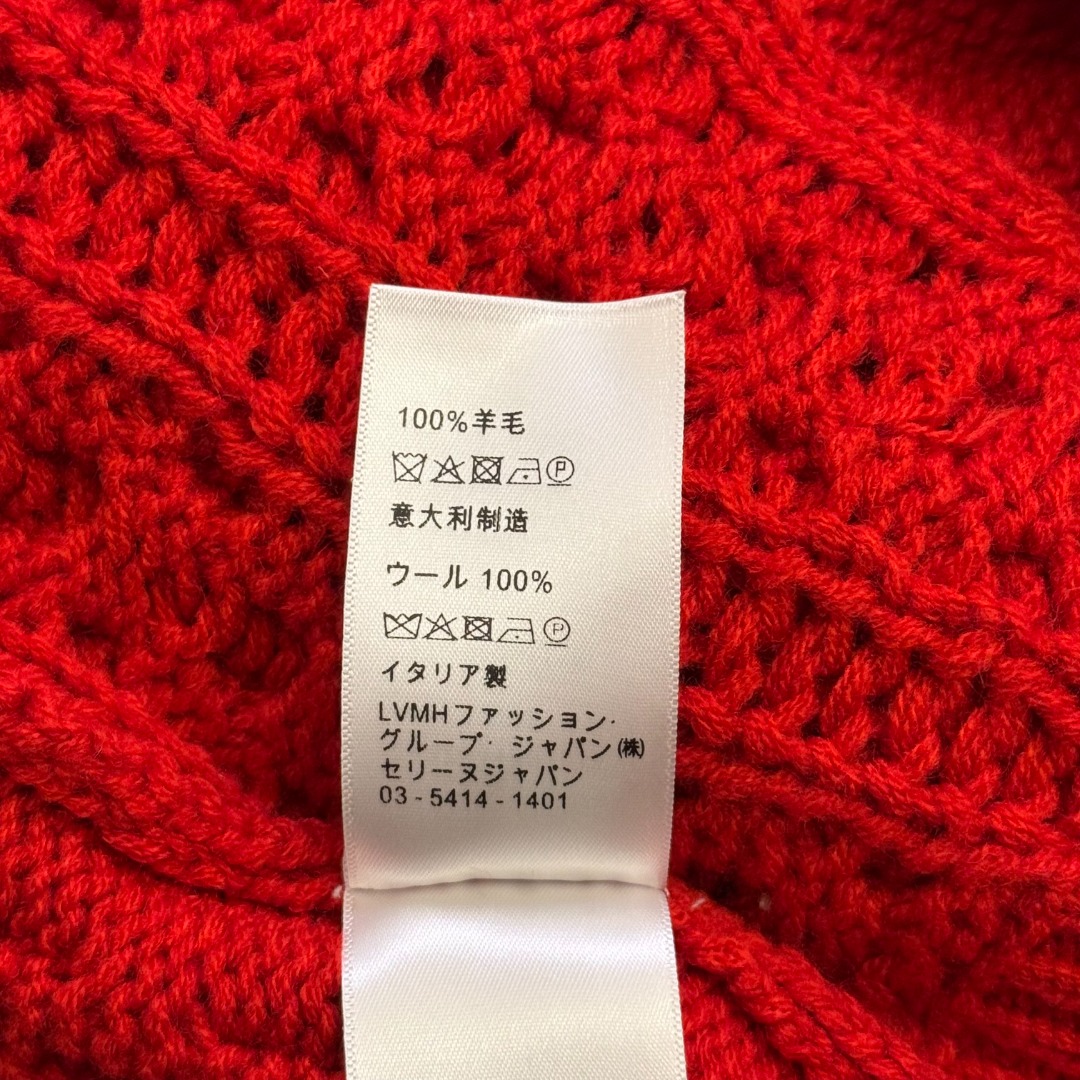 100%羊毛
意大利制造
ウール 100%
P
イタリア製
LVMHファッション・
グループ・ジャパン㈱
セリーヌジャパン
03-5414-1401